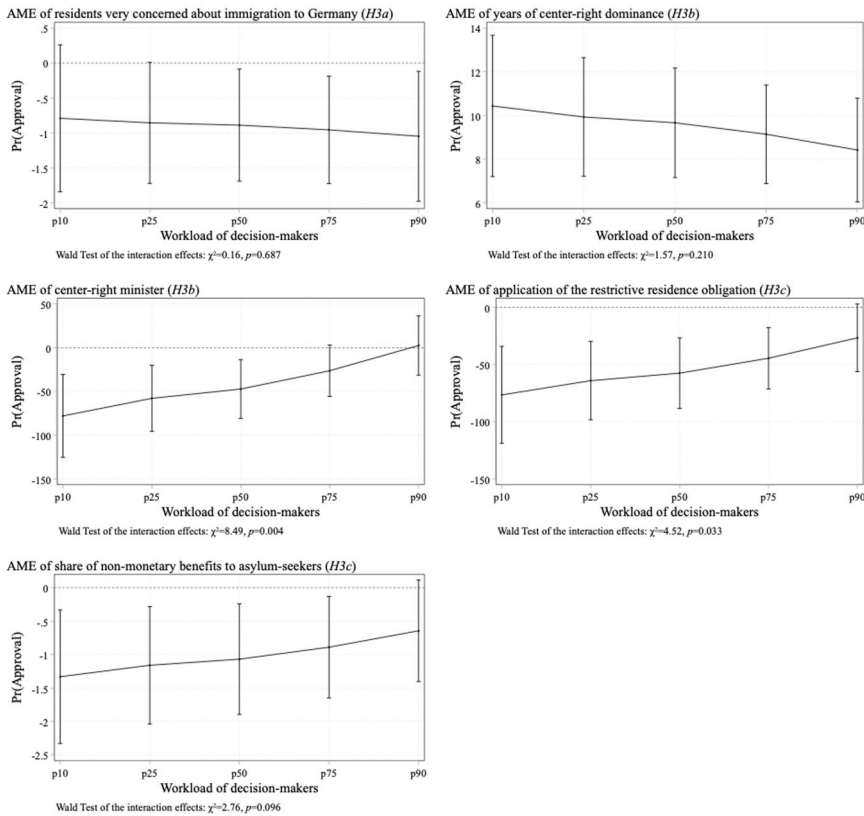 AME of residents very concerned about immigration to Germany (H3a)
Pr(Approval)
.5
0
-.5
-1
-1.5
-2
p10 p25 p50 p75 p90
Workload of decision-makers
Wald Test of the interaction effects: χ²=0.16, p=0.687
AME of years of center-right dominance (H3b)
Pr(Approval)
14
12
10
8
6
p10 p25 p50 p75 p90
Workload of decision-makers
Wald Test of the interaction effects: χ²=1.57, p=0.210
AME of center-right minister (H3b)
Pr(Approval)
50
0
-50
-100
-150
p10 p25 p50 p75 p90
Workload of decision-makers
Wald Test of the interaction effects: χ²=8.49, p=0.004
AME of application of the restrictive residence obligation (H3c)
Pr(Approval)
0
-50
-100
-150
p10 p25 p50 p75 p90
Workload of decision-makers
Wald Test of the interaction effects: χ²=4.52, p=0.033
AME of share of non-monetary benefits to asylum-seekers (H3c)
Pr(Approval)
0
-.5
-1
-1.5
-2
-2.5
p10 p25 p50 p75 p90
Workload of decision-makers
Wald Test of the interaction effects: χ²=2.76, p=0.096